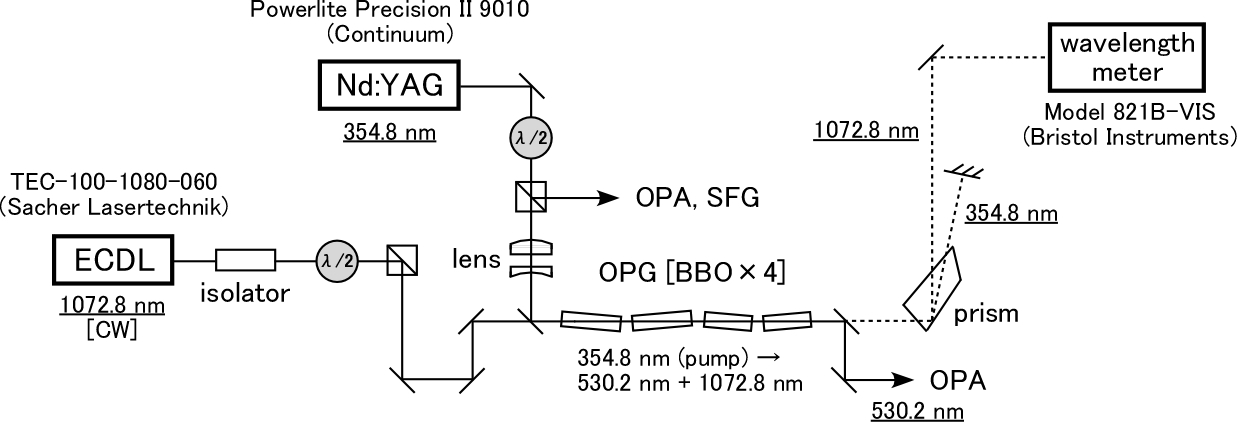 Powerlite Precision II 9010
(Continuum)
Nd:YAG
354.8 nm
λ/2
OPA, SFG
lens
TEC-100-1080-060
(Sacher Lasertechnik)
ECDL
1072.8 nm
[CW]
isolator
λ/2
OPG [BBO × 4]
354.8 nm (pump) →
530.2 nm + 1072.8 nm
wavelength
meter
Model 821B-VIS
(Bristol Instruments)
1072.8 nm
354.8 nm
prism
OPA
530.2 nm